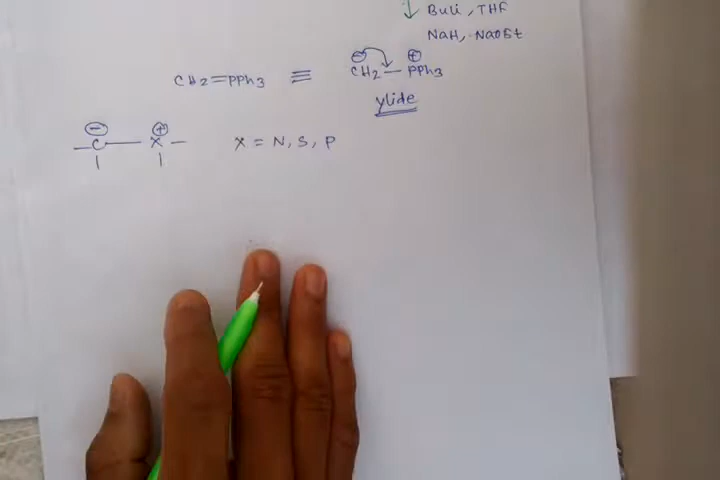 ↓ BuLi, THF
NaH, NaOEt
CH2=PPh3 ≡ ⊖CH2—⊕PPh3
ylide
—C⊖—X⊕— X = N, S, P